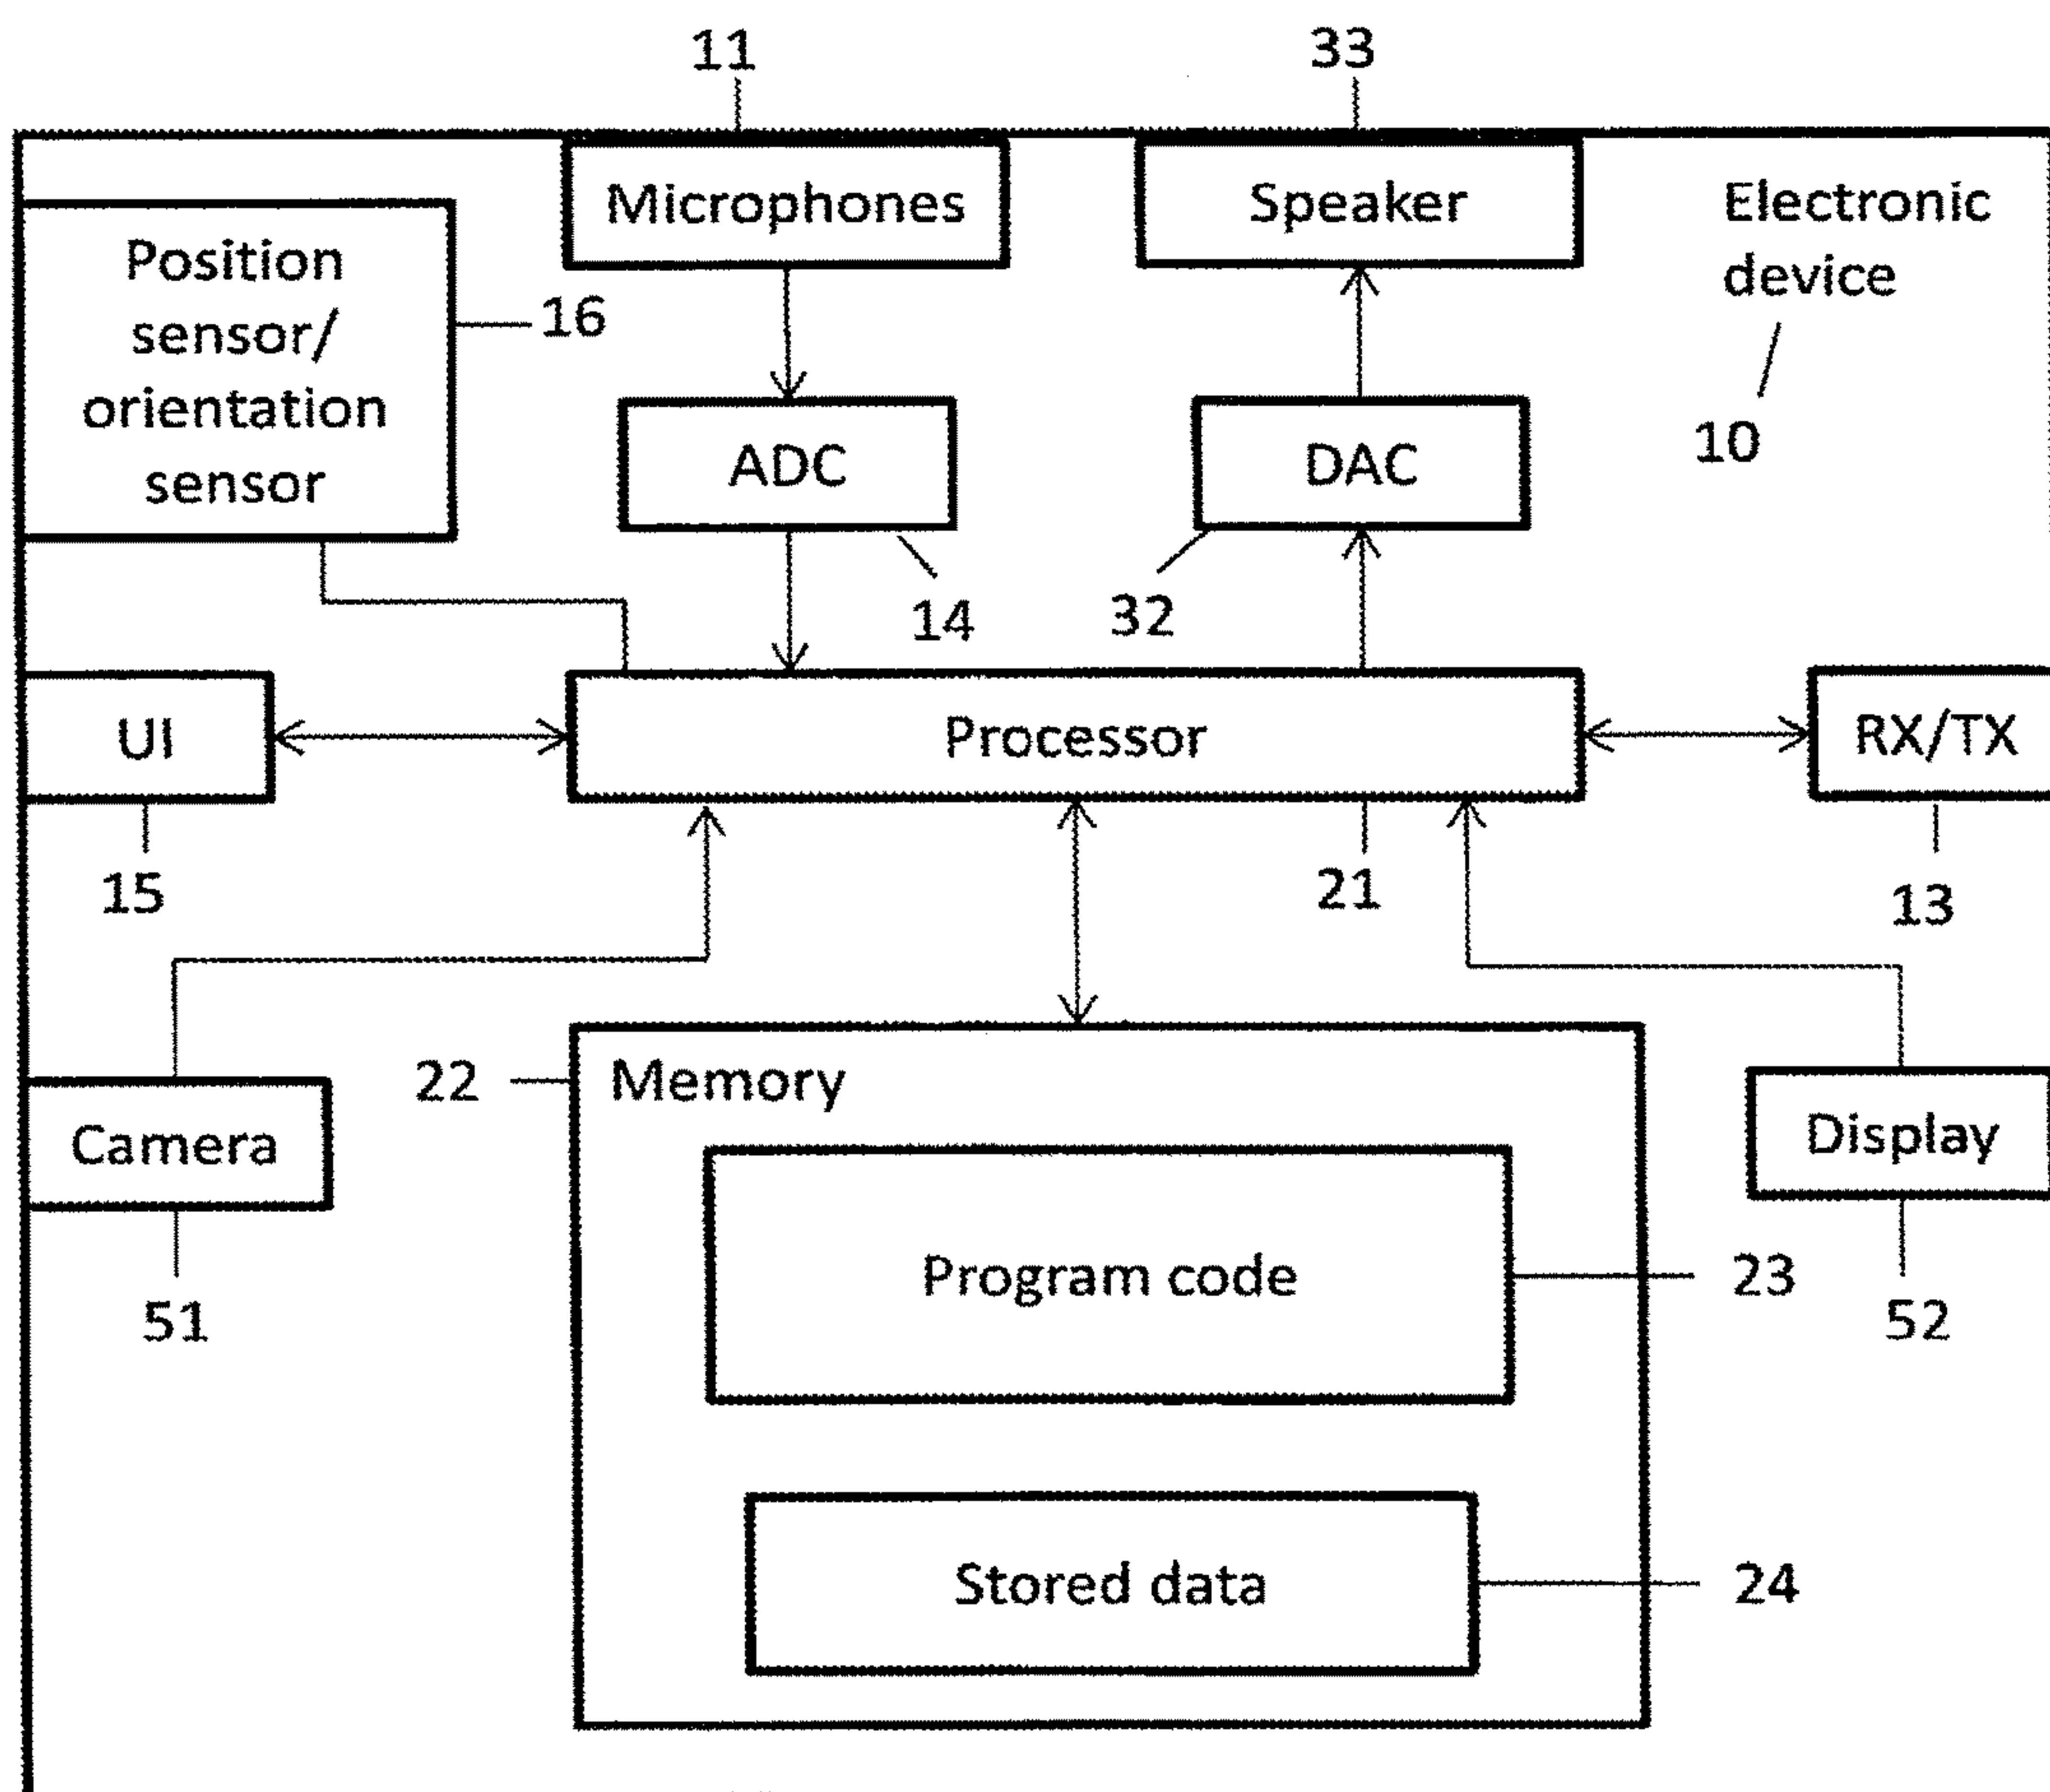 11
33
Microphones
Speaker
Electronic
device
Position
sensor/
orientation
sensor
16
10
ADC
DAC
14
32
UI
Processor
RX/TX
15
21
13
22
Memory
Camera
Display
Program code
23
51
52
Stored data
24